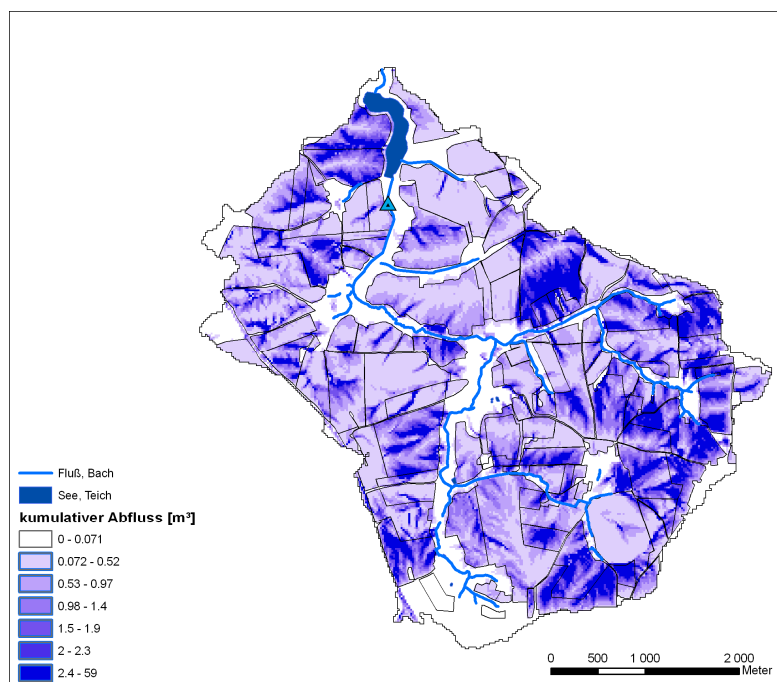 Fluß, Bach
See, Teich
kumulativer Abfluss [m³]
0 - 0.071
0.072 - 0.52
0.53 - 0.97
0.98 - 1.4
1.5 - 1.9
2 - 2.3
2.4 - 59
0 500 1 000 2 000
Meter